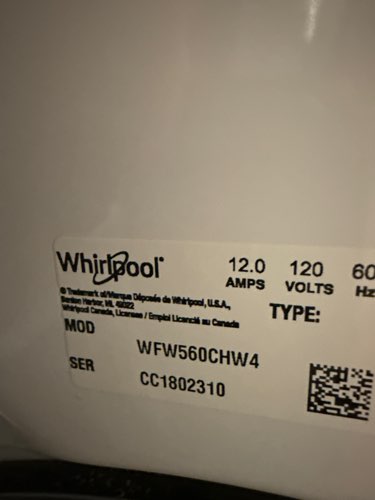 Whirlpool® 12.0 120 60
AMPS VOLTS Hz
® Trademark of/Marque Déposée de Whirlpool, U.S.A.,
Benton Harbor, MI, 49022
Whirlpool Canada, Licensee / Emploi Licencié au Canada
TYPE:
MOD WFW560CHW4
SER CC1802310